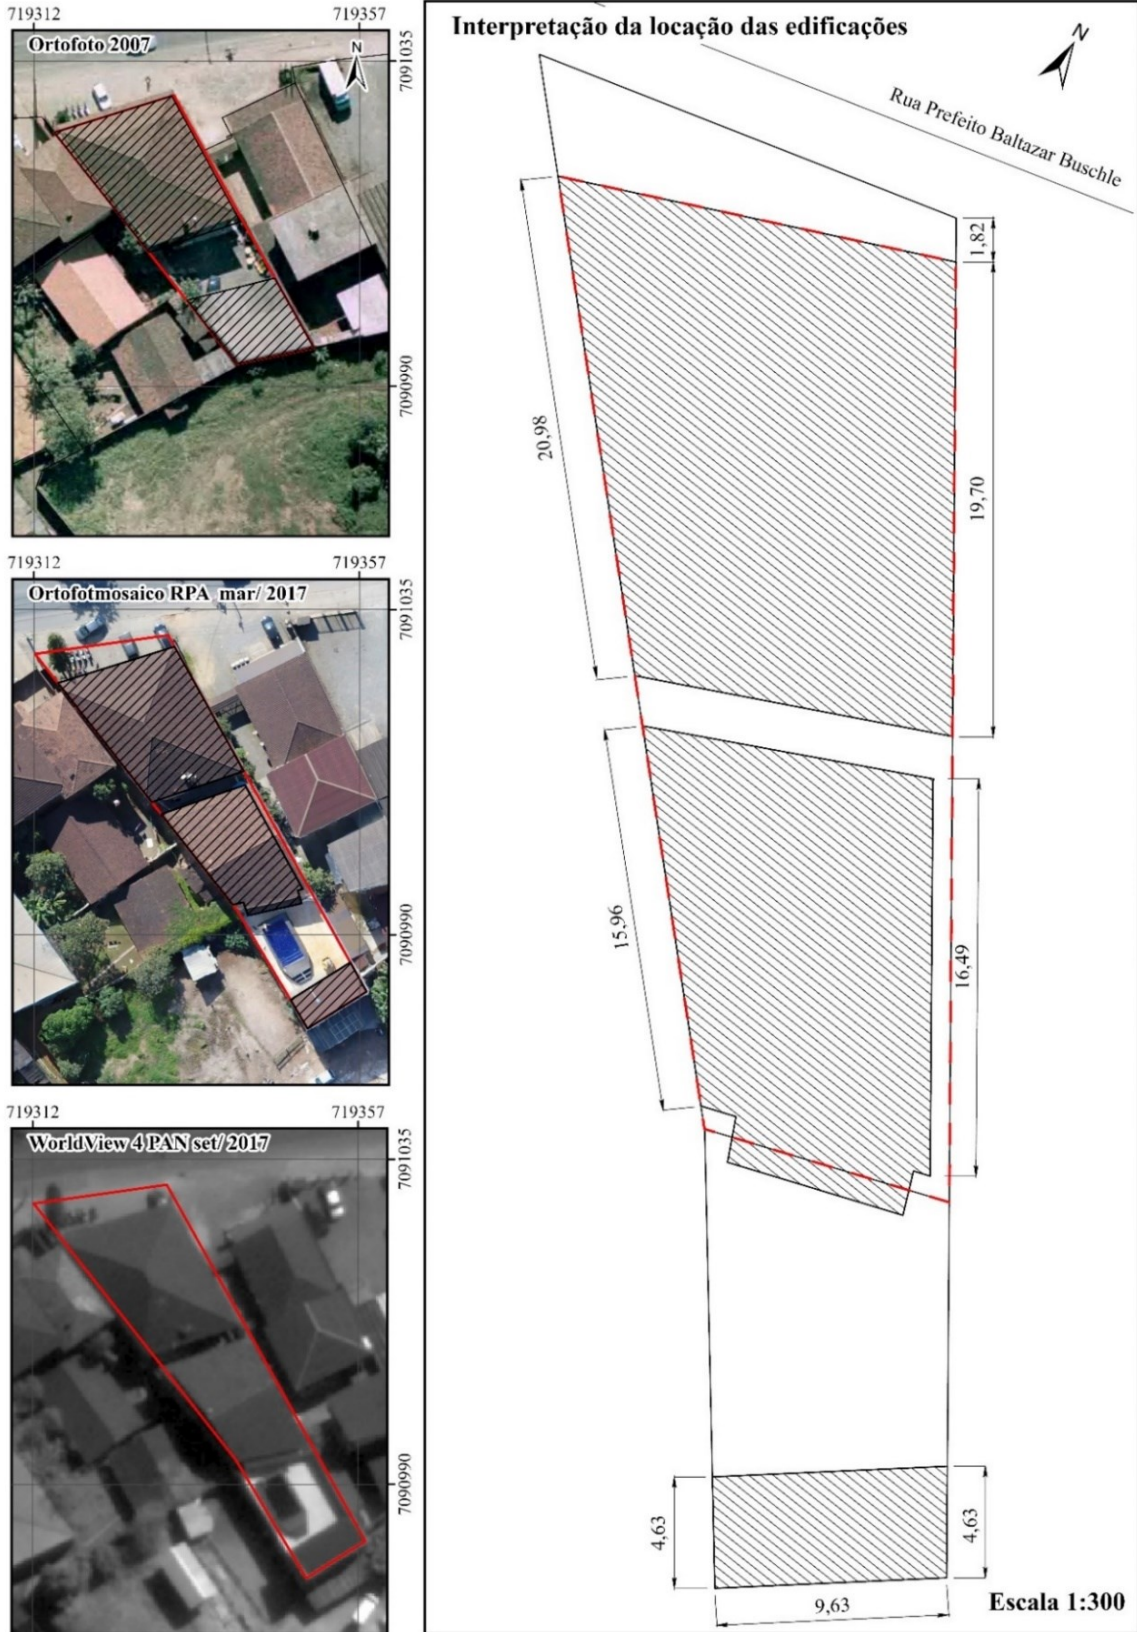 719312 719357
Ortofoto 2007
N
7091035
7090990
719312 719357
Ortofotmosaico RPA mar/ 2017
7091035
7090990
719312 719357
WorldView 4 PAN set/ 2017
7091035
7090990
Interpretação da locação das edificações
N
Rua Prefeito Baltazar Buschle
1,82
20,98
19,70
15,96
16,49
4,63
4,63
9,63
Escala 1:300